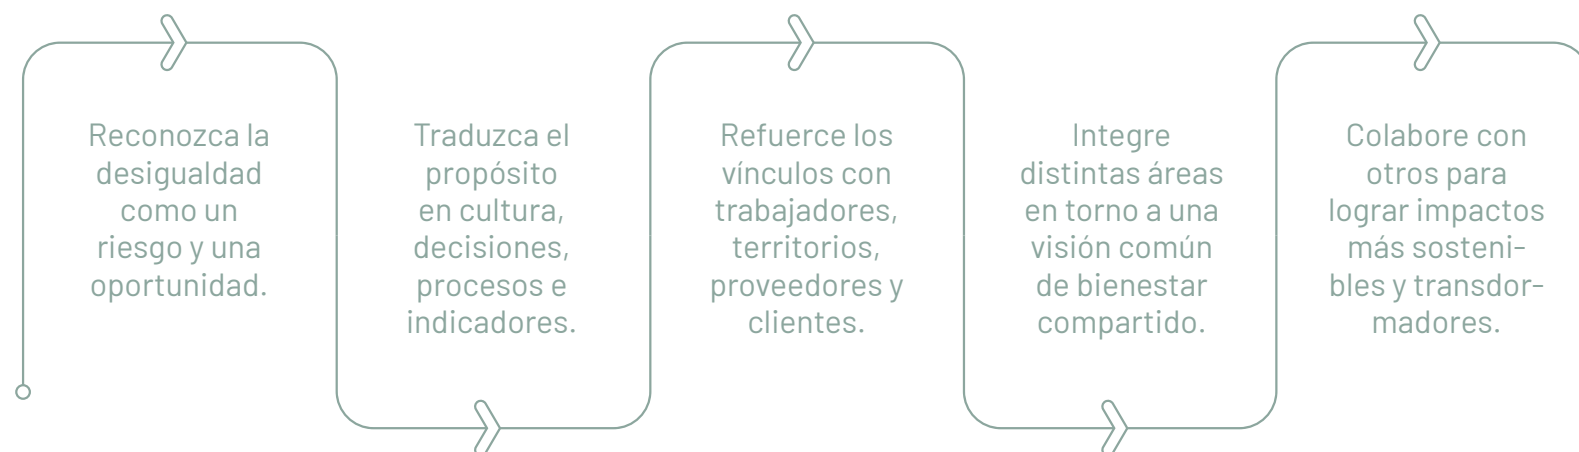 Reconozca la
desigualdad
como un
riesgo y una
oportunidad.
Traduzca el
propósito
en cultura,
decisiones,
procesos e
indicadores.
Refuerce los
vínculos con
trabajadores,
territorios,
proveedores y
clientes.
Integre
distintas áreas
en torno a una
visión común
de bienestar
compartido.
Colabore con
otros para
lograr impactos
más sosteni-
bles y transdor-
madores.